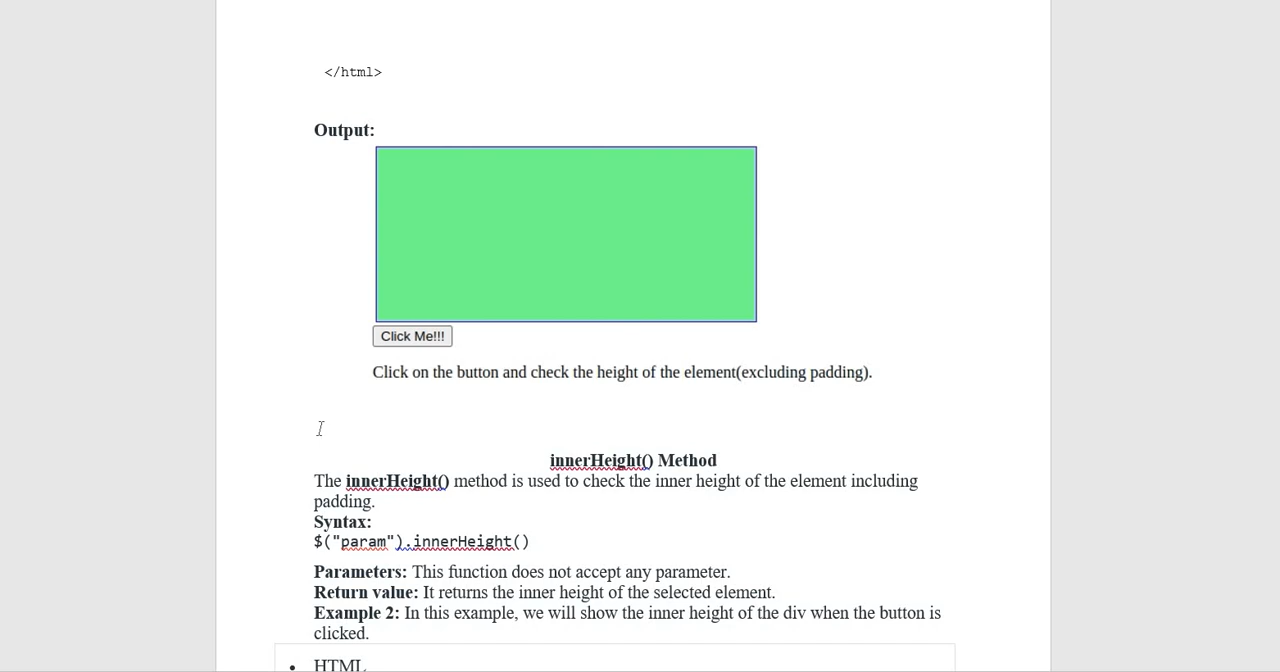 </html>
Output:
Click Me!!!
Click on the button and check the height of the element(excluding padding).
innerHeight() Method
The innerHeight() method is used to check the inner height of the element including
padding.
Syntax:
$("param").innerHeight()
Parameters: This function does not accept any parameter.
Return value: It returns the inner height of the selected element.
Example 2: In this example, we will show the inner height of the div when the button is
clicked.
• HTML